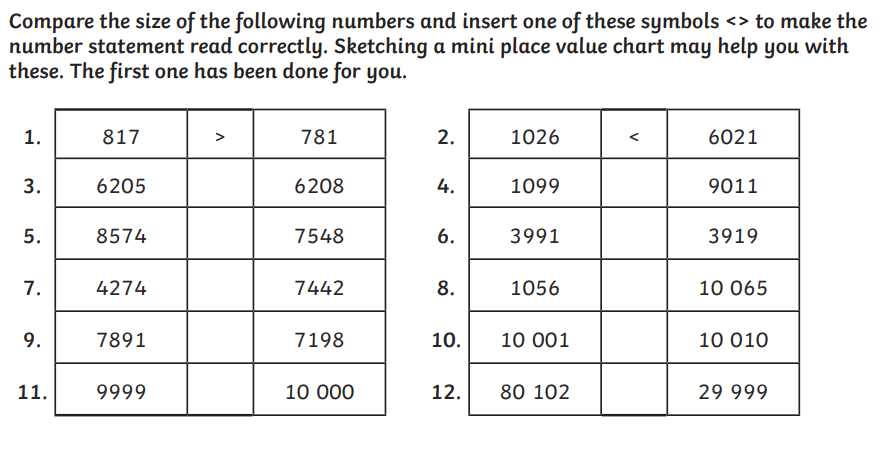 Compare the size of the following numbers and insert one of these symbols <> to make the
number statement read correctly. Sketching a mini place value chart may help you with
these. The first one has been done for you.
1. 817 > 781 2. 1026 < 6021
3. 6205 6208 4. 1099 9011
5. 8574 7548 6. 3991 3919
7. 4274 7442 8. 1056 10 065
9. 7891 7198 10. 10 001 10 010
11. 9999 10 000 12. 80 102 29 999